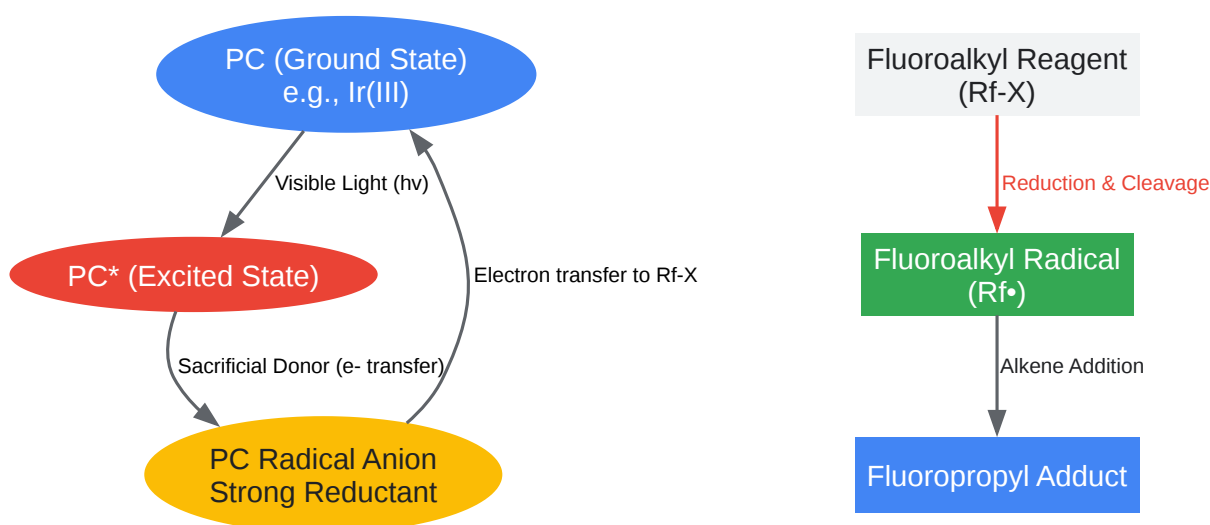 PC (Ground State)
e.g., Ir(III)
Visible Light (hv)
PC* (Excited State)
Electron transfer to Rf-X
Sacrificial Donor (e- transfer)
PC Radical Anion
Strong Reductant
Fluoroalkyl Reagent
(Rf-X)
Reduction & Cleavage
Fluoroalkyl Radical
(Rf•)
Alkene Addition
Fluoropropyl Adduct